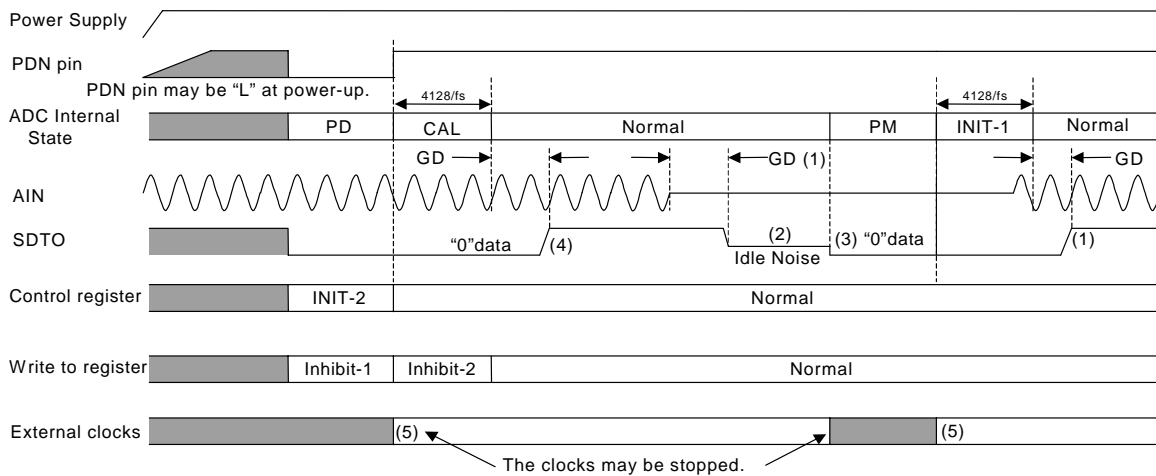 Power Supply
PDN pin
PDN pin may be “L” at power-up.
4128/fs
4128/fs
ADC Internal
State
PD
CAL
Normal
PM
INIT-1
Normal
GD
GD (1)
GD
AIN
SDTO
“0”data
(4)
(2)
Idle Noise
(3) “0”data
(1)
Control register
INIT-2
Normal
Write to register
Inhibit-1
Inhibit-2
Normal
External clocks
(5)
(5)
The clocks may be stopped.